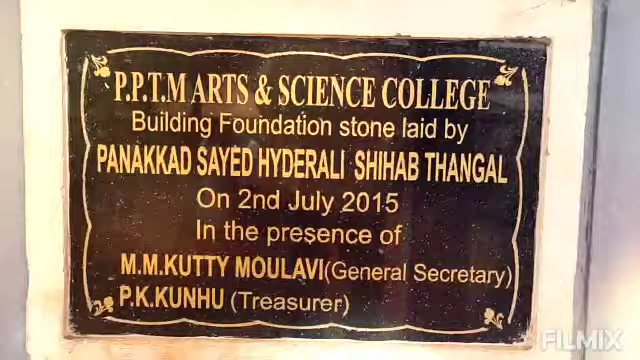 P.P.T.M ARTS & SCIENCE COLLEGE
Building Foundation stone laid by
PANAKKAD SAYED HYDERALI SHIHAB THANGAL
On 2nd July 2015
In the presence of
M.M.KUTTY MOULAVI(General Secretary)
P.K.KUNHU (Treasurer)
FILMIX